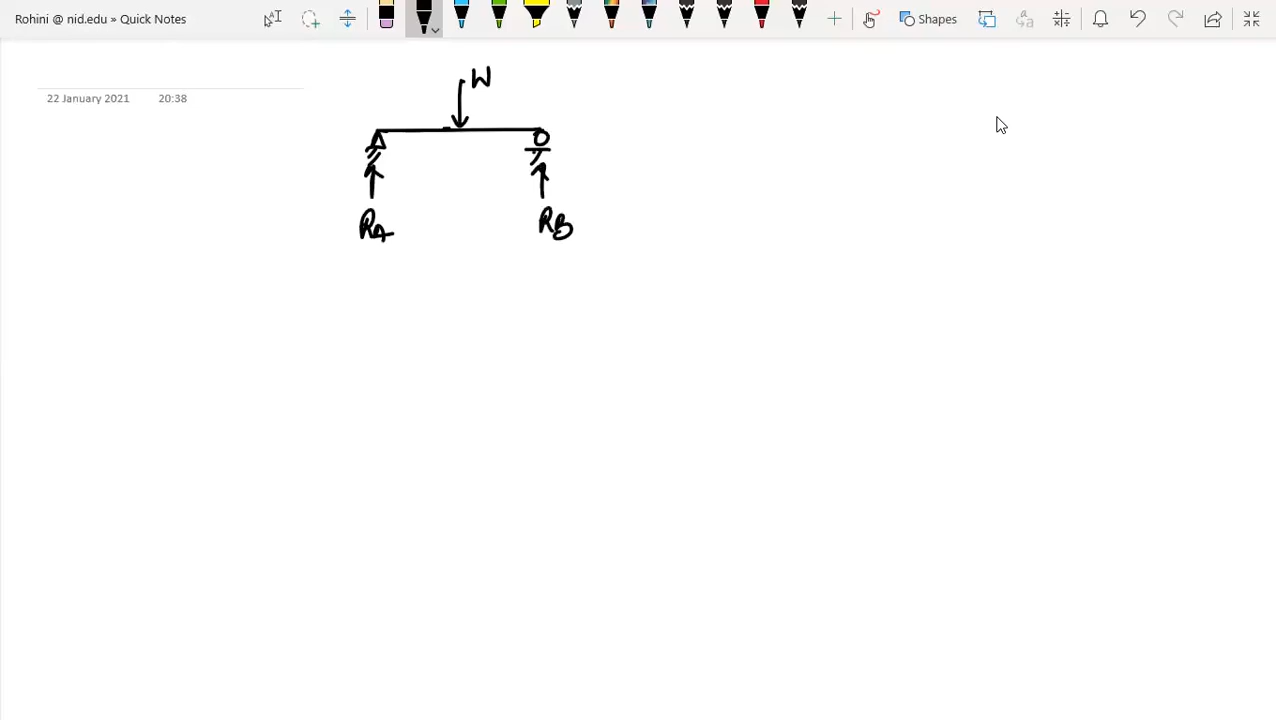 Rohini @ nid.edu » Quick Notes
Shapes
22 January 2021 20:38
W
RA
RB